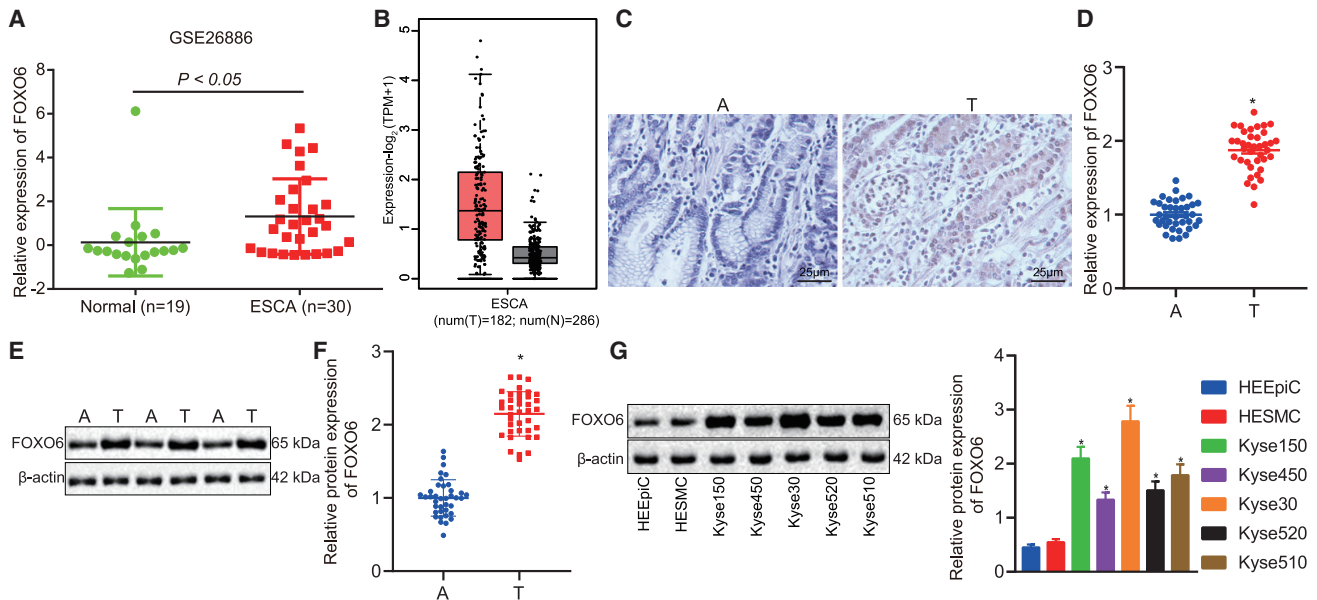 A
GSE26886
Relative expression of FOXO6
8
6
4
2
0
-2
P < 0.05
Normal (n=19)
ESCA (n=30)
B
Expression-log2 (TPM+1)
5
4
3
2
1
0
ESCA
(num(T)=182; num(N)=286)
C
A
T
25μm
25μm
D
Relative expression of FOXO6
3
2
1
0
*
A
T
E
A T A T A T
FOXO6
65 kDa
β-actin
42 kDa
F
Relative protein expression
of FOXO6
3
2
1
0
*
A
T
G
FOXO6
65 kDa
β-actin
42 kDa
HEEpiC
HESMC
Kyse150
Kyse450
Kyse30
Kyse520
Kyse510
Relative protein expression
of FOXO6
4
3
2
1
0
*
*
*
*
*
HEEpiC
HESMC
Kyse150
Kyse450
Kyse30
Kyse520
Kyse510